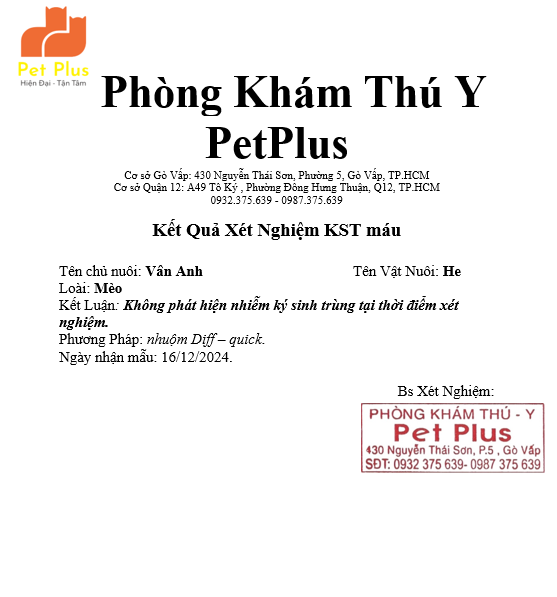 Pet Plus
Hiện Đại - Tận Tâm
Phòng Khám Thú Y
PetPlus
Cơ sở Gò Vấp: 430 Nguyễn Thái Sơn, Phường 5, Gò Vấp, TP.HCM
Cơ sở Quận 12: A49 Tô Ký , Phường Đông Hưng Thuận, Q12, TP.HCM
0932.375.639 - 0987.375.639
Kết Quả Xét Nghiệm KST máu
Tên chủ nuôi: Vân Anh Tên Vật Nuôi: He
Loài: Mèo
Kết Luận: Không phát hiện nhiễm ký sinh trùng tại thời điểm xét
nghiệm.
Phương Pháp: nhuộm Diff – quick.
Ngày nhận mẫu: 16/12/2024.
Bs Xét Nghiệm:
PHÒNG KHÁM THÚ - Y
Pet Plus
430 Nguyễn Thái Sơn, P.5 , Gò Vấp
SĐT: 0932 375 639- 0987 375 639